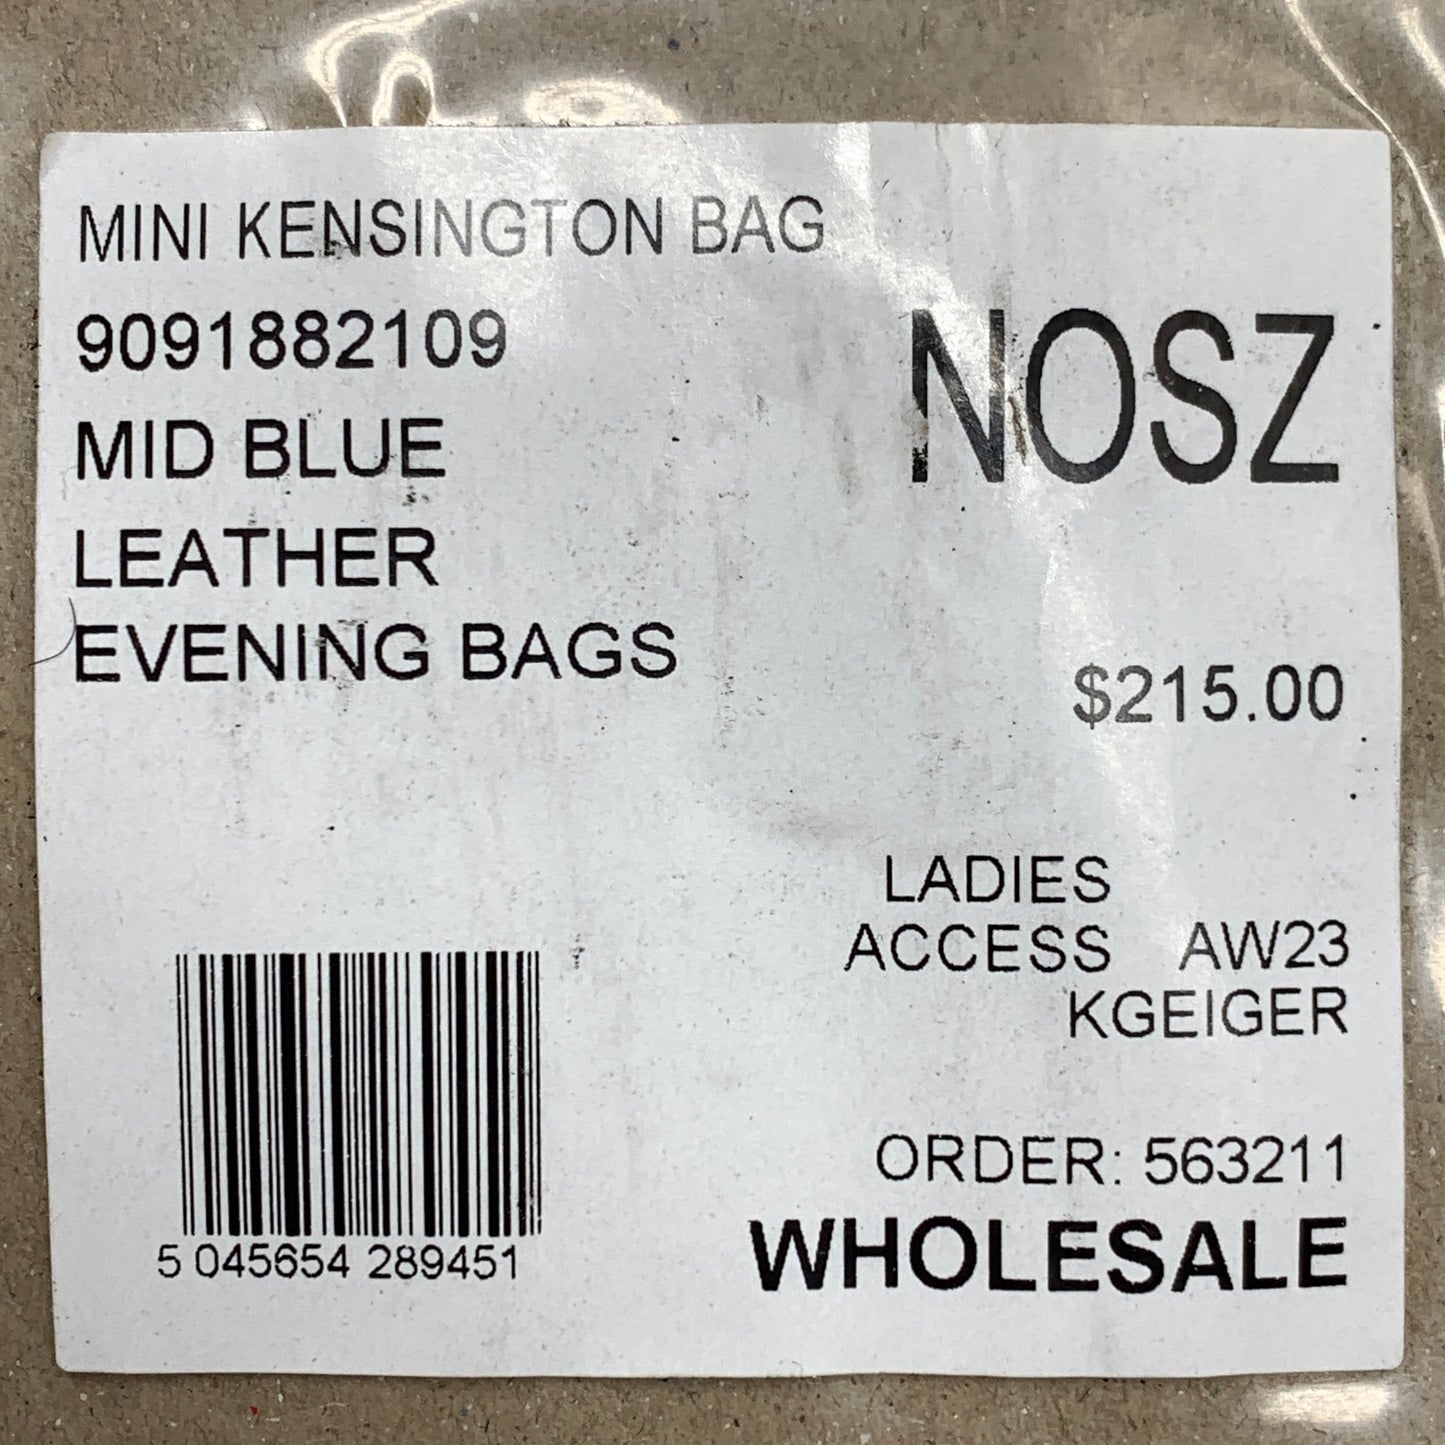 MINI KENSINGTON BAG
9091882109
NOSZ
MID BLUE
LEATHER
EVENING BAGS
$215.00
LADIES
ACCESS AW23
KGEIGER
ORDER: 563211
WHOLESALE
5 045654 289451